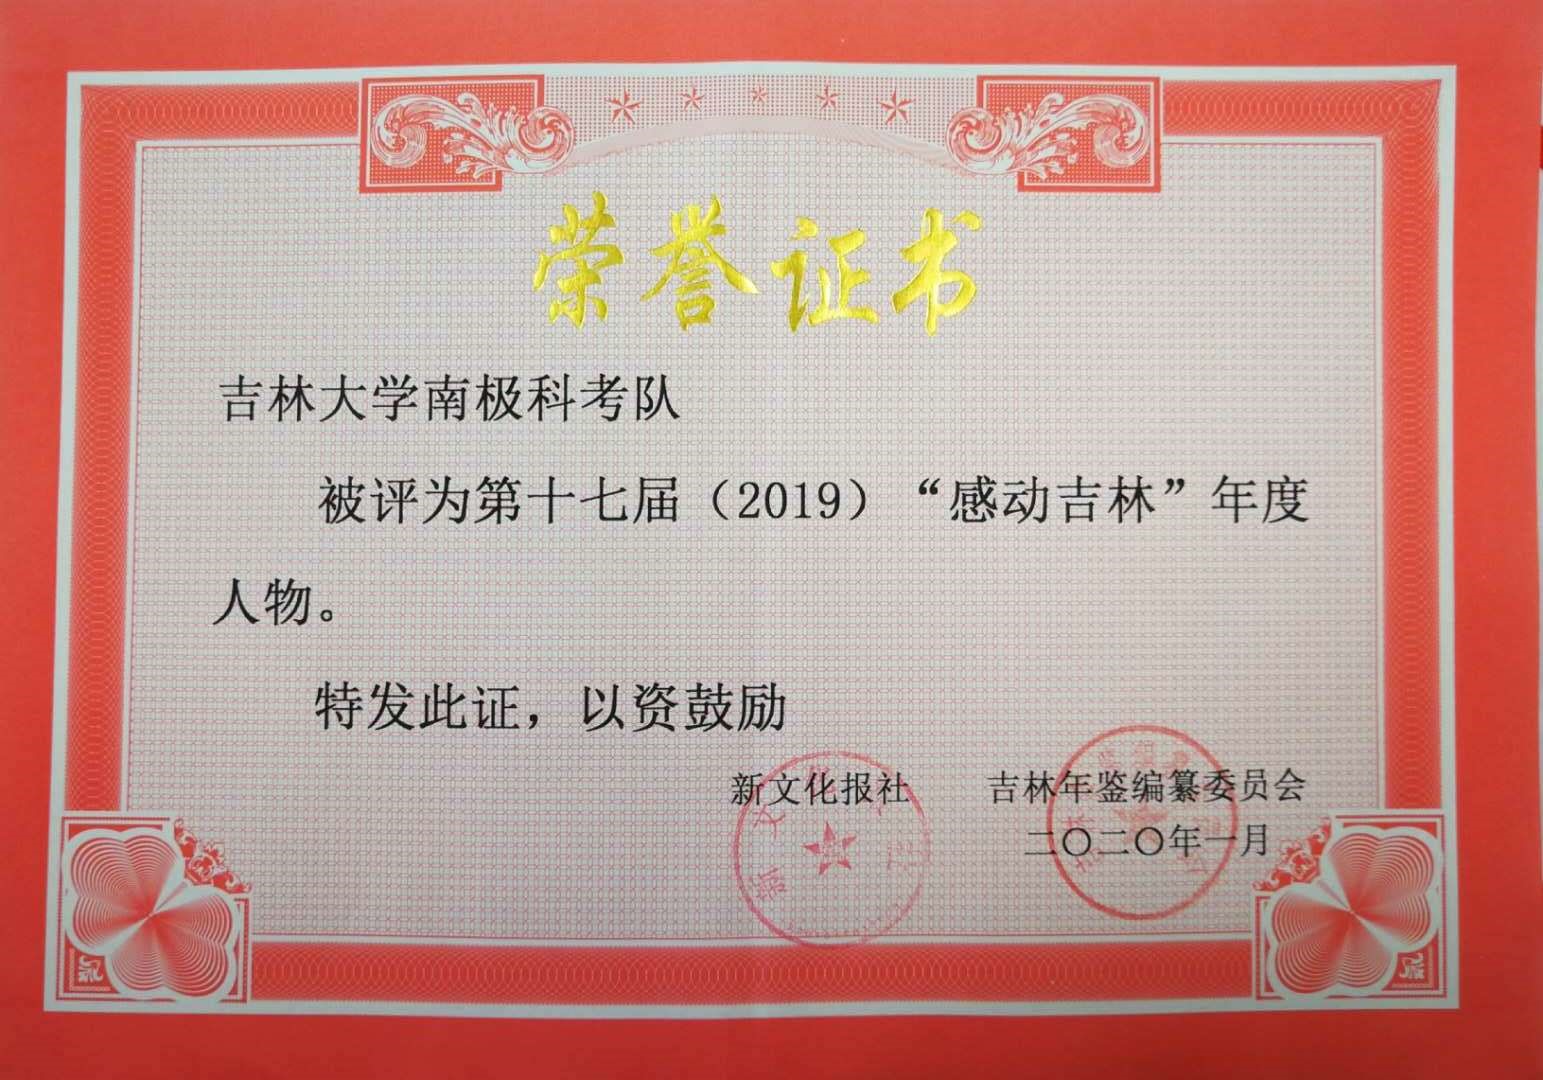 荣誉证书
吉林大学南极科考队
被评为第十七届（2019）“感动吉林”年度
人物。
特发此证，以资鼓励
新文化报社 吉林年鉴编纂委员会
二〇二〇年一月